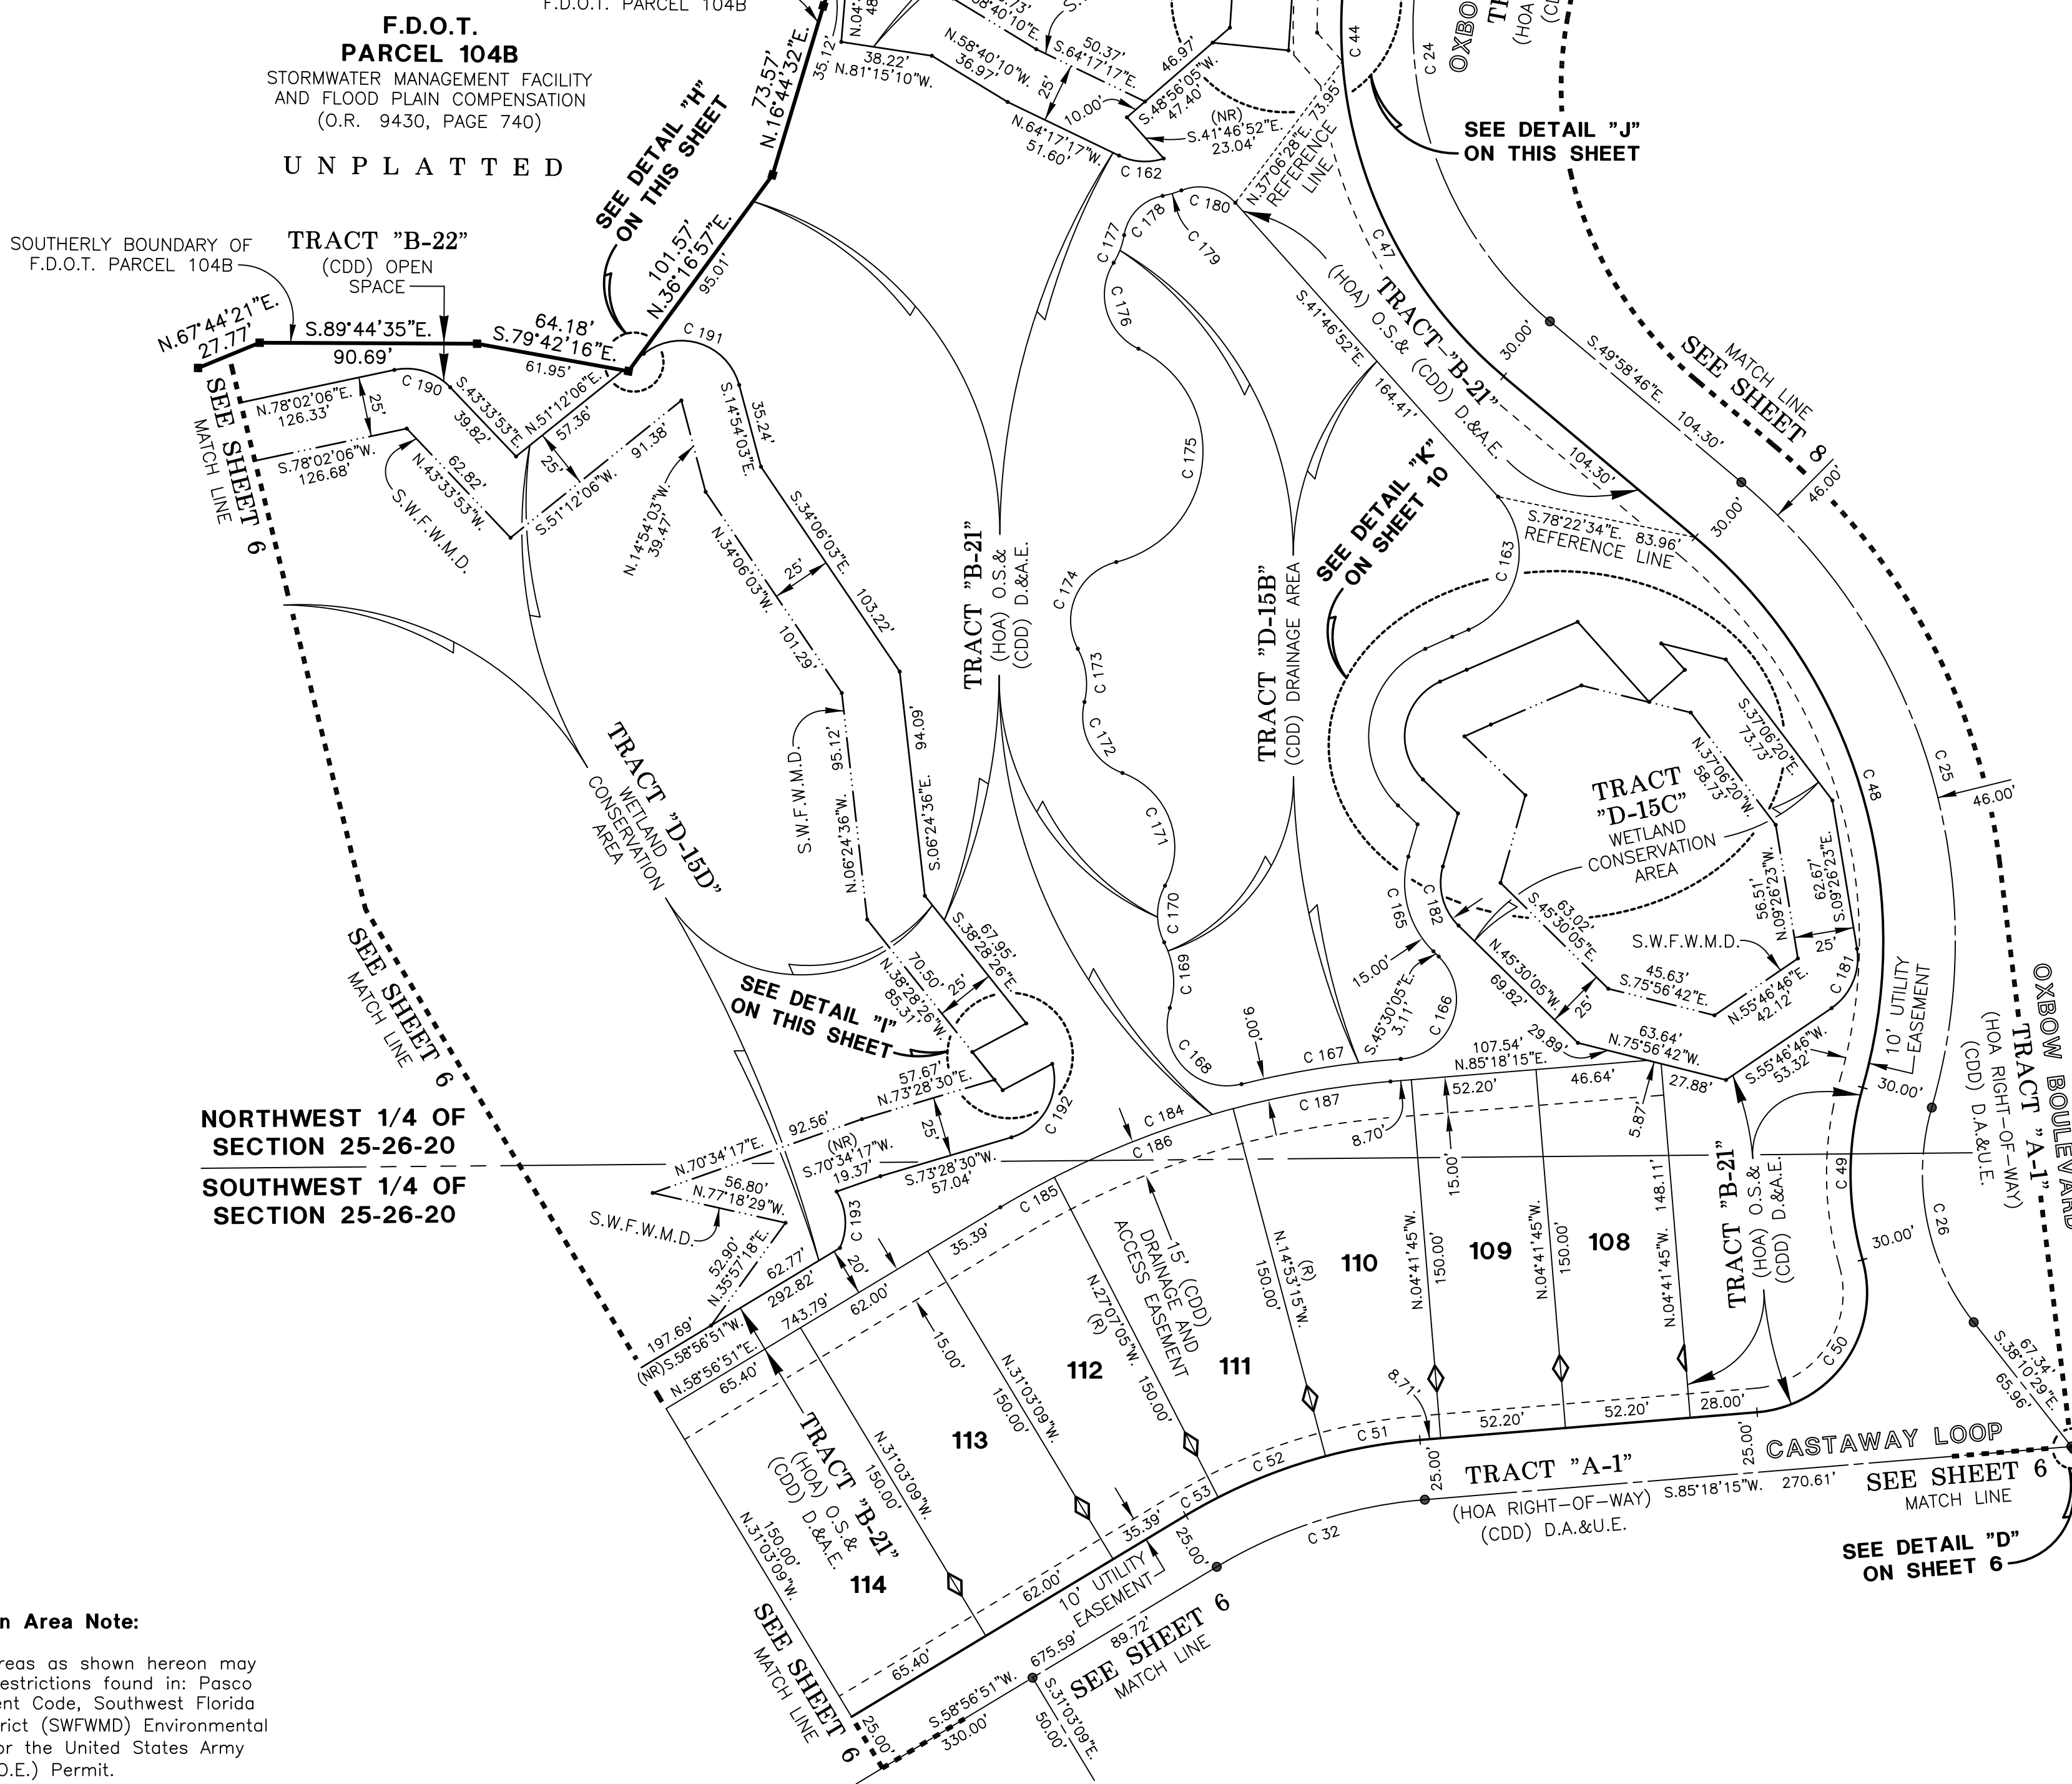 F.D.O.T. PARCEL 104B
F.D.O.T.
PARCEL 104B
STORMWATER MANAGEMENT FACILITY
AND FLOOD PLAIN COMPENSATION
(O.R. 9430, PAGE 740)
UNPLATTED
SEE DETAIL "H"
ON THIS SHEET
73.57'
N.16°44'32"E.
35.12'
38.22'
N.81°15'10"W.
N.58°40'10"W.
36.97'
50.37'
S.64°17'17"E.
25'
10.00'
N.64°17'17"W.
51.60'
46.97'
S.48°56'05"W.
47.40'
(NR)
S.41°46'52"E.
23.04'
C 162
N.37°06'28"E. 73.95'
REFERENCE
LINE
C 44
C 24
SEE DETAIL "J"
ON THIS SHEET
SOUTHERLY BOUNDARY OF
F.D.O.T. PARCEL 104B
TRACT "B-22"
(CDD) OPEN
SPACE
N.67°44'21"E.
27.77'
S.89°44'35"E.
90.69'
64.18'
S.79°42'16"E.
61.95'
101.57'
N.36°16'57"E.
95.01'
C 191
C 190
N.78°02'06"E.
126.33'
25'
S.78°02'06"W.
126.68'
S.43°33'53"E.
39.82'
N.51°12'06"E.
57.36'
62.82'
N.43°33'53"W.
S.W.F.W.M.D.
25'
91.38'
S.51°12'06"W.
SEE SHEET 6
MATCH LINE
35.24'
S.14°54'03"E.
N.14°54'03"W.
39.47'
S.34°06'03"E.
103.22'
25'
N.34°06'03"W.
101.29'
C 177
C 178
C 179
C 180
C 176
C 175
C 174
C 173
C 172
C 171
C 170
C 169
C 168
C 47
S.41°46'52"E.
164.41'
TRACT "B-21"
(HOA) O.S.& (CDD) D.&A.E.
30.00'
S.49°58'46"E.
104.30'
104.30'
30.00'
46.00'
MATCH LINE
SEE SHEET 8
S.78°22'34"E. 83.96'
REFERENCE LINE
SEE DETAIL "K"
ON SHEET 10
C 163
TRACT "B-21"
(HOA) O.S.&
(CDD) D.&A.E.
TRACT "D-15B"
(CDD) DRAINAGE AREA
TRACT "D-15D"
WETLAND
CONSERVATION
AREA
S.W.F.W.M.D.
95.12'
N.06°24'36"W.
94.09'
S.06°24'36"E.
S.37°06'20"E.
73.73'
N.37°06'20"W.
58.73'
TRACT
"D-15C"
WETLAND
CONSERVATION
AREA
C 48
C 25
46.00'
62.67'
S.09°26'23"E.
56.51'
N.09°26'23"W.
25'
C 165
C 182
63.02'
S.45°30'05"E.
S.W.F.W.M.D.
45.63'
S.75°56'42"E.
N.55°46'46"E.
42.12'
C 181
N.45°30'05"W.
69.82'
25'
15.00'
S.45°30'05"E.
3.11'
C 166
S.55°46'46"W.
53.32'
10' UTILITY
EASEMENT
30.00'
SEE SHEET 6
MATCH LINE
67.95'
S.38°28'26"E.
25'
70.50'
N.38°28'26"W.
85.31'
SEE DETAIL "I"
ON THIS SHEET
9.00'
C 167
107.54'
N.85°18'15"E.
29.89'
63.64'
N.75°56'42"W.
52.20'
46.64'
27.88'
57.67'
N.73°28'30"E.
92.56'
N.70°34'17"E.
25'
C 192
(NR)
S.70°34'17"W.
19.37'
S.73°28'30"W.
57.04'
56.80'
N.77°18'29"W.
S.W.F.W.M.D.
52.90'
N.35°57'18"E.
C 193
20'
NORTHWEST 1/4 OF
SECTION 25-26-20
SOUTHWEST 1/4 OF
SECTION 25-26-20
C 184
C 186
C 187
C 185
8.70'
15.00'
5.87'
62.77'
292.82'
743.79'
62.00'
35.39'
197.69'
(NR)S.58°56'51"W.
N.58°56'51"E.
65.40'
15.00'
15' (CDD)
DRAINAGE AND
ACCESS EASEMENT
N.31°03'09"W.
150.00'
N.31°03'09"W.
150.00'
N.31°03'09"W.
150.00'
N.27°07'05"W. 150.00'
(R)
(R)
N.14°53'15"W.
150.00'
N.04°41'45"W.
150.00'
N.04°41'45"W.
150.00'
N.04°41'45"W. 148.11'
114
113
112
111
110
109
108
TRACT "B-21"
(HOA) O.S.&
(CDD) D.&A.E.
TRACT "B-21"
(HOA) O.S.&
(CDD) D.&A.E.
C 49
C 26
30.00'
C 50
OXBOW BOULEVARD
TRACT "A-1"
(HOA RIGHT-OF-WAY)
(CDD) D.A.&U.E.
67.34'
S.38°10'29"E.
65.96'
8.71'
C 51
C 52
C 53
52.20'
52.20'
28.00'
25.00'
25.00'
25.00'
CASTAWAY LOOP
TRACT "A-1"
(HOA RIGHT-OF-WAY)
(CDD) D.A.&U.E.
S.85°18'15"W. 270.61'
SEE SHEET 6
MATCH LINE
SEE DETAIL "D"
ON SHEET 6
C 32
35.39'
62.00'
65.40'
10' UTILITY
EASEMENT
675.59'
89.72'
S.58°56'51"W.
330.00'
SEE SHEET 6
MATCH LINE
S.31°03'09"E.
50.00'
25.00'
SEE SHEET 6
MATCH LINE
n Area Note:
reas as shown hereon may
estrictions found in: Pasco
ent Code, Southwest Florida
rict (SWFWMD) Environmental
or the United States Army
O.E.) Permit.